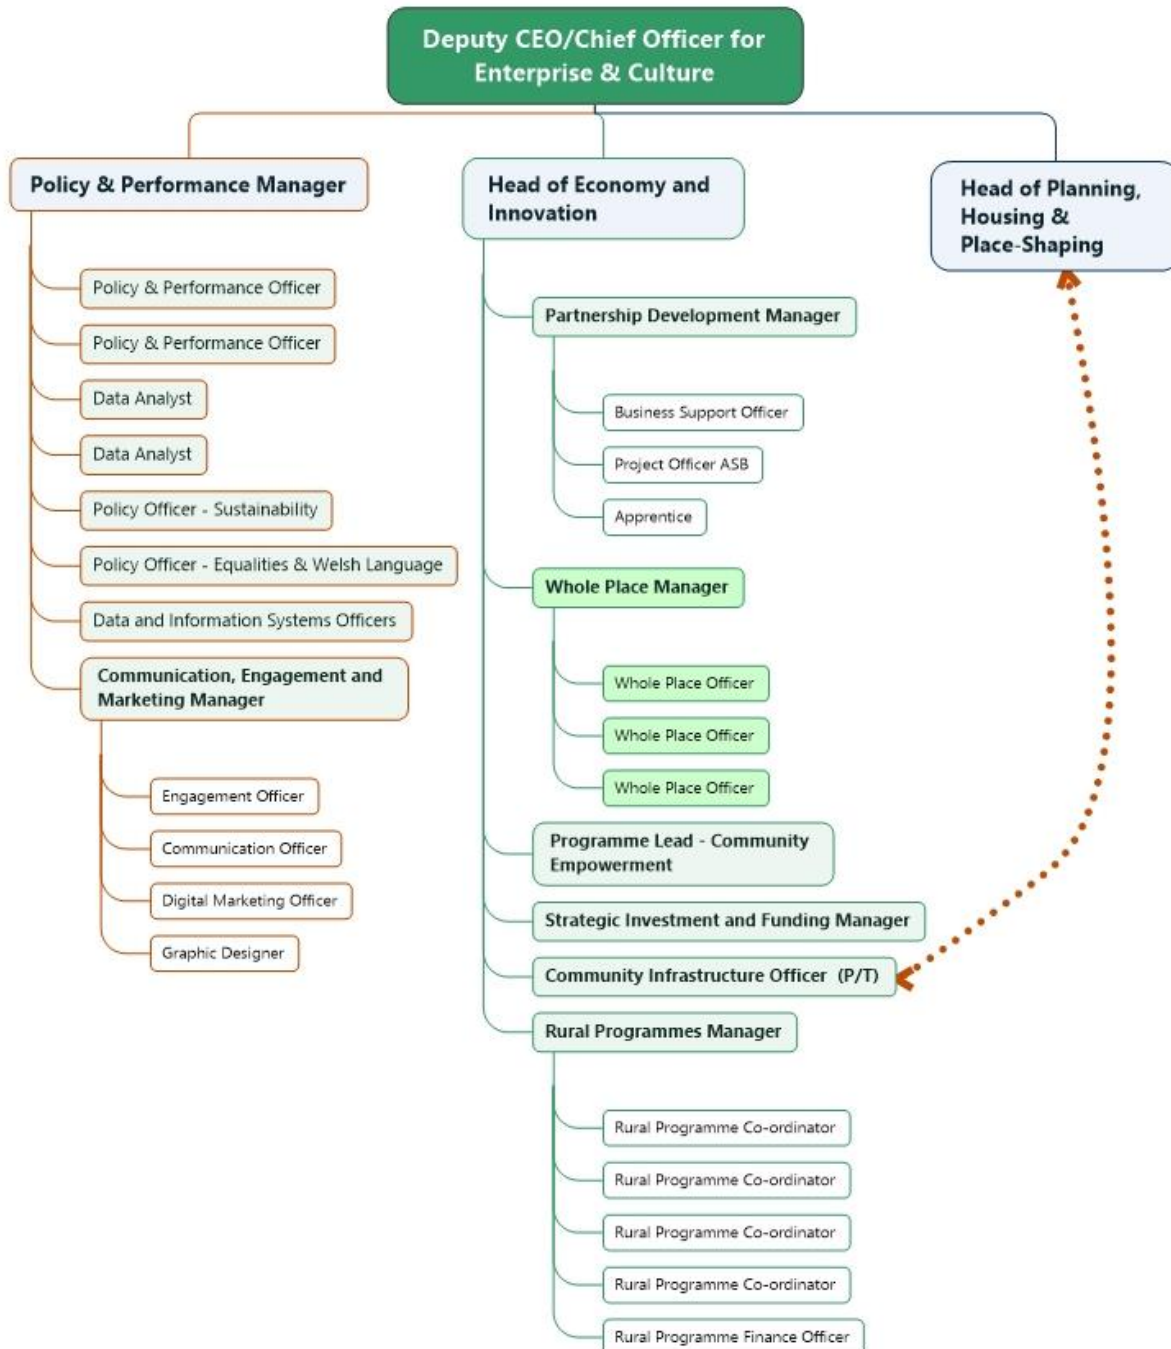 Deputy CEO/Chief Officer for
Enterprise & Culture
Policy & Performance Manager
Policy & Performance Officer
Policy & Performance Officer
Data Analyst
Data Analyst
Policy Officer - Sustainability
Policy Officer - Equalities & Welsh Language
Data and Information Systems Officers
Communication, Engagement and
Marketing Manager
Engagement Officer
Communication Officer
Digital Marketing Officer
Graphic Designer
Head of Economy and
Innovation
Partnership Development Manager
Business Support Officer
Project Officer ASB
Apprentice
Whole Place Manager
Whole Place Officer
Whole Place Officer
Whole Place Officer
Programme Lead - Community
Empowerment
Strategic Investment and Funding Manager
Community Infrastructure Officer (P/T)
Rural Programmes Manager
Rural Programme Co-ordinator
Rural Programme Co-ordinator
Rural Programme Co-ordinator
Rural Programme Co-ordinator
Rural Programme Finance Officer
Head of Planning,
Housing &
Place-Shaping